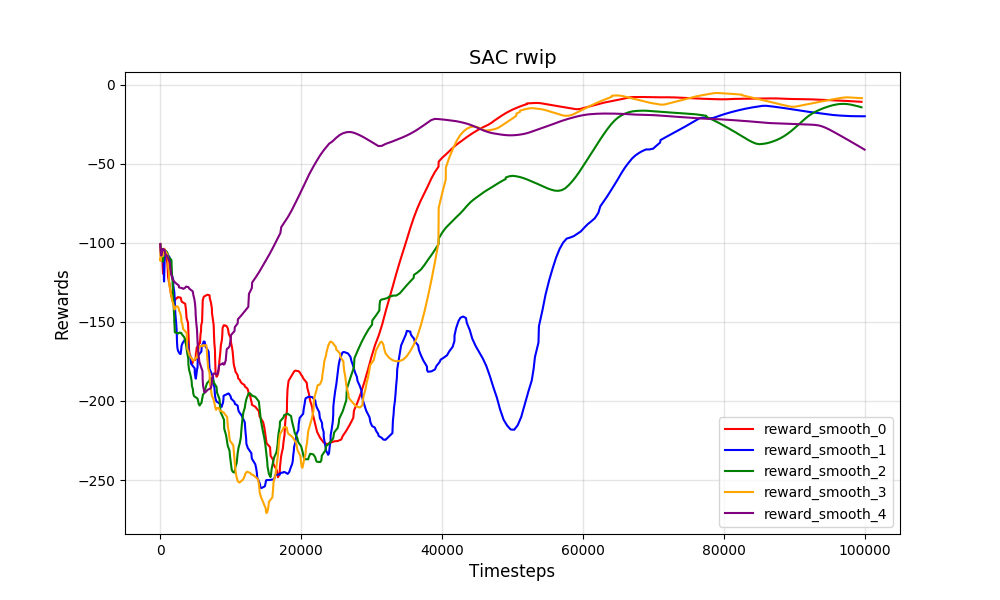 SAC rwip
Rewards
0
−50
−100
−150
−200
−250
0
20000
40000
60000
80000
100000
Timesteps
reward_smooth_0
reward_smooth_1
reward_smooth_2
reward_smooth_3
reward_smooth_4